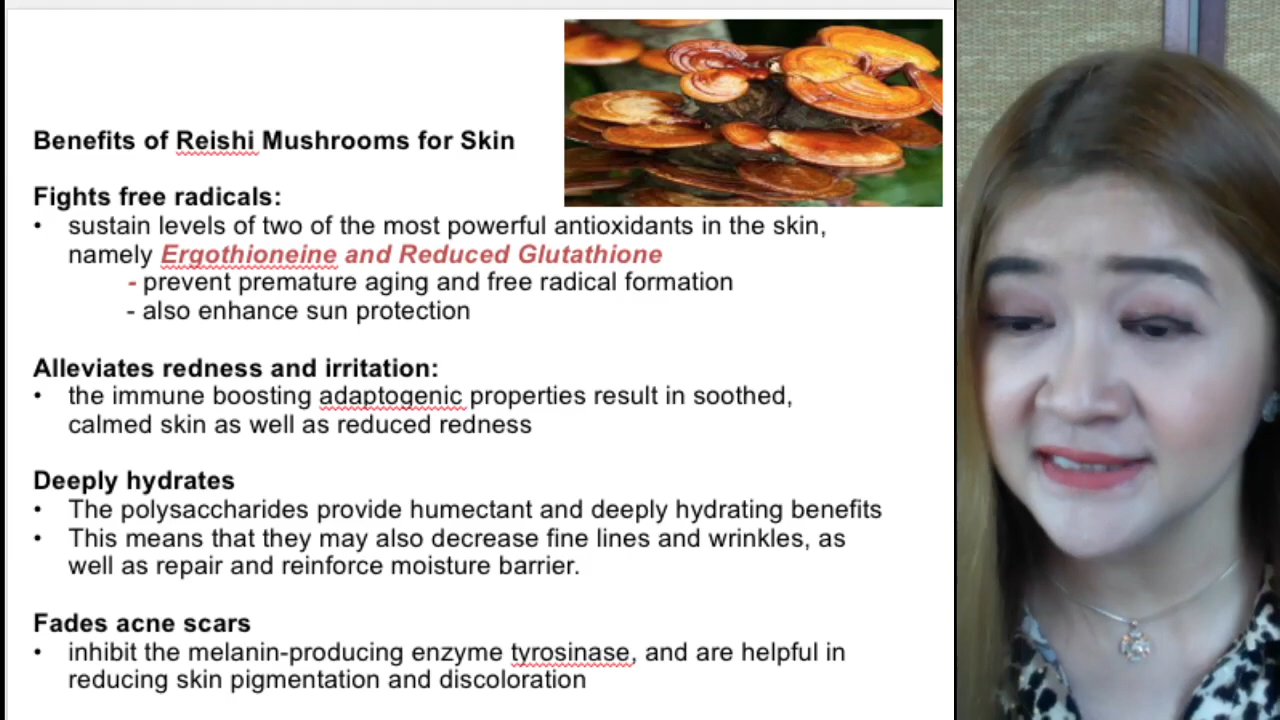 Benefits of Reishi Mushrooms for Skin
Fights free radicals:
• sustain levels of two of the most powerful antioxidants in the skin,
namely Ergothioneine and Reduced Glutathione
- prevent premature aging and free radical formation
- also enhance sun protection
Alleviates redness and irritation:
• the immune boosting adaptogenic properties result in soothed,
calmed skin as well as reduced redness
Deeply hydrates
• The polysaccharides provide humectant and deeply hydrating benefits
• This means that they may also decrease fine lines and wrinkles, as
well as repair and reinforce moisture barrier.
Fades acne scars
• inhibit the melanin-producing enzyme tyrosinase, and are helpful in
reducing skin pigmentation and discoloration